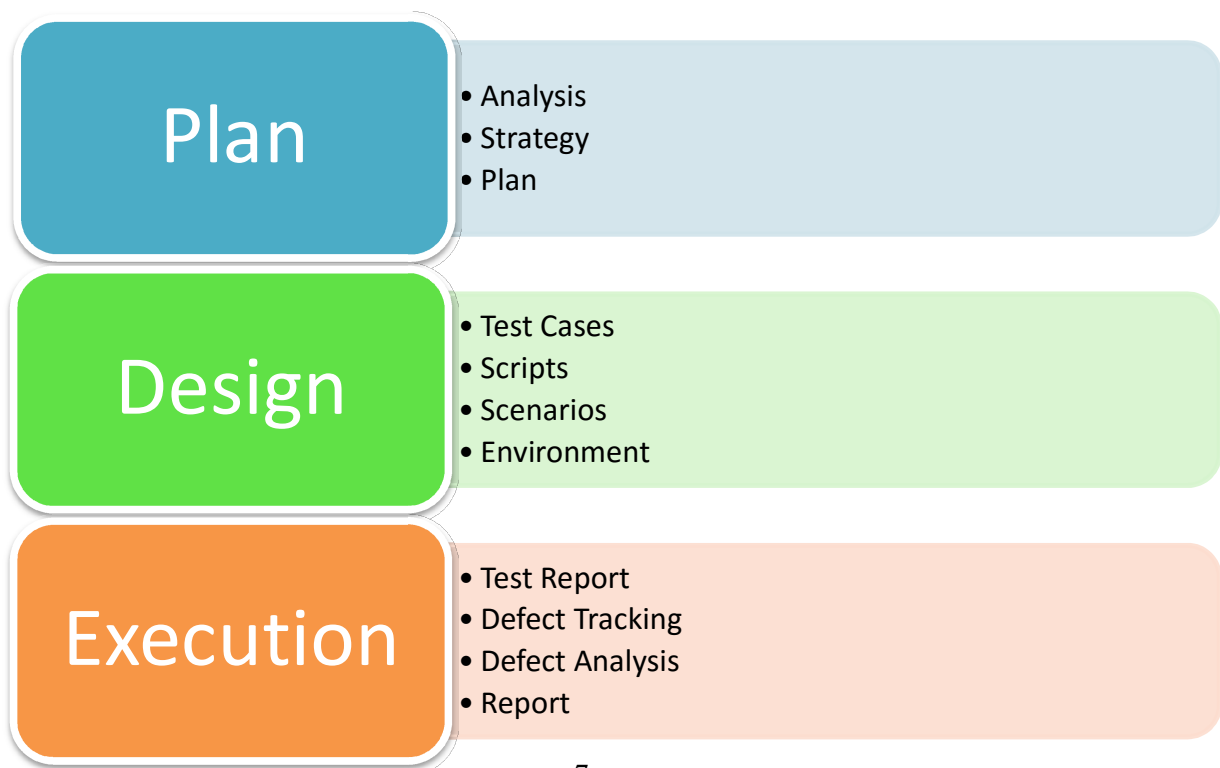 Plan
• Analysis
• Strategy
• Plan
Design
• Test Cases
• Scripts
• Scenarios
• Environment
Execution
• Test Report
• Defect Tracking
• Defect Analysis
• Report